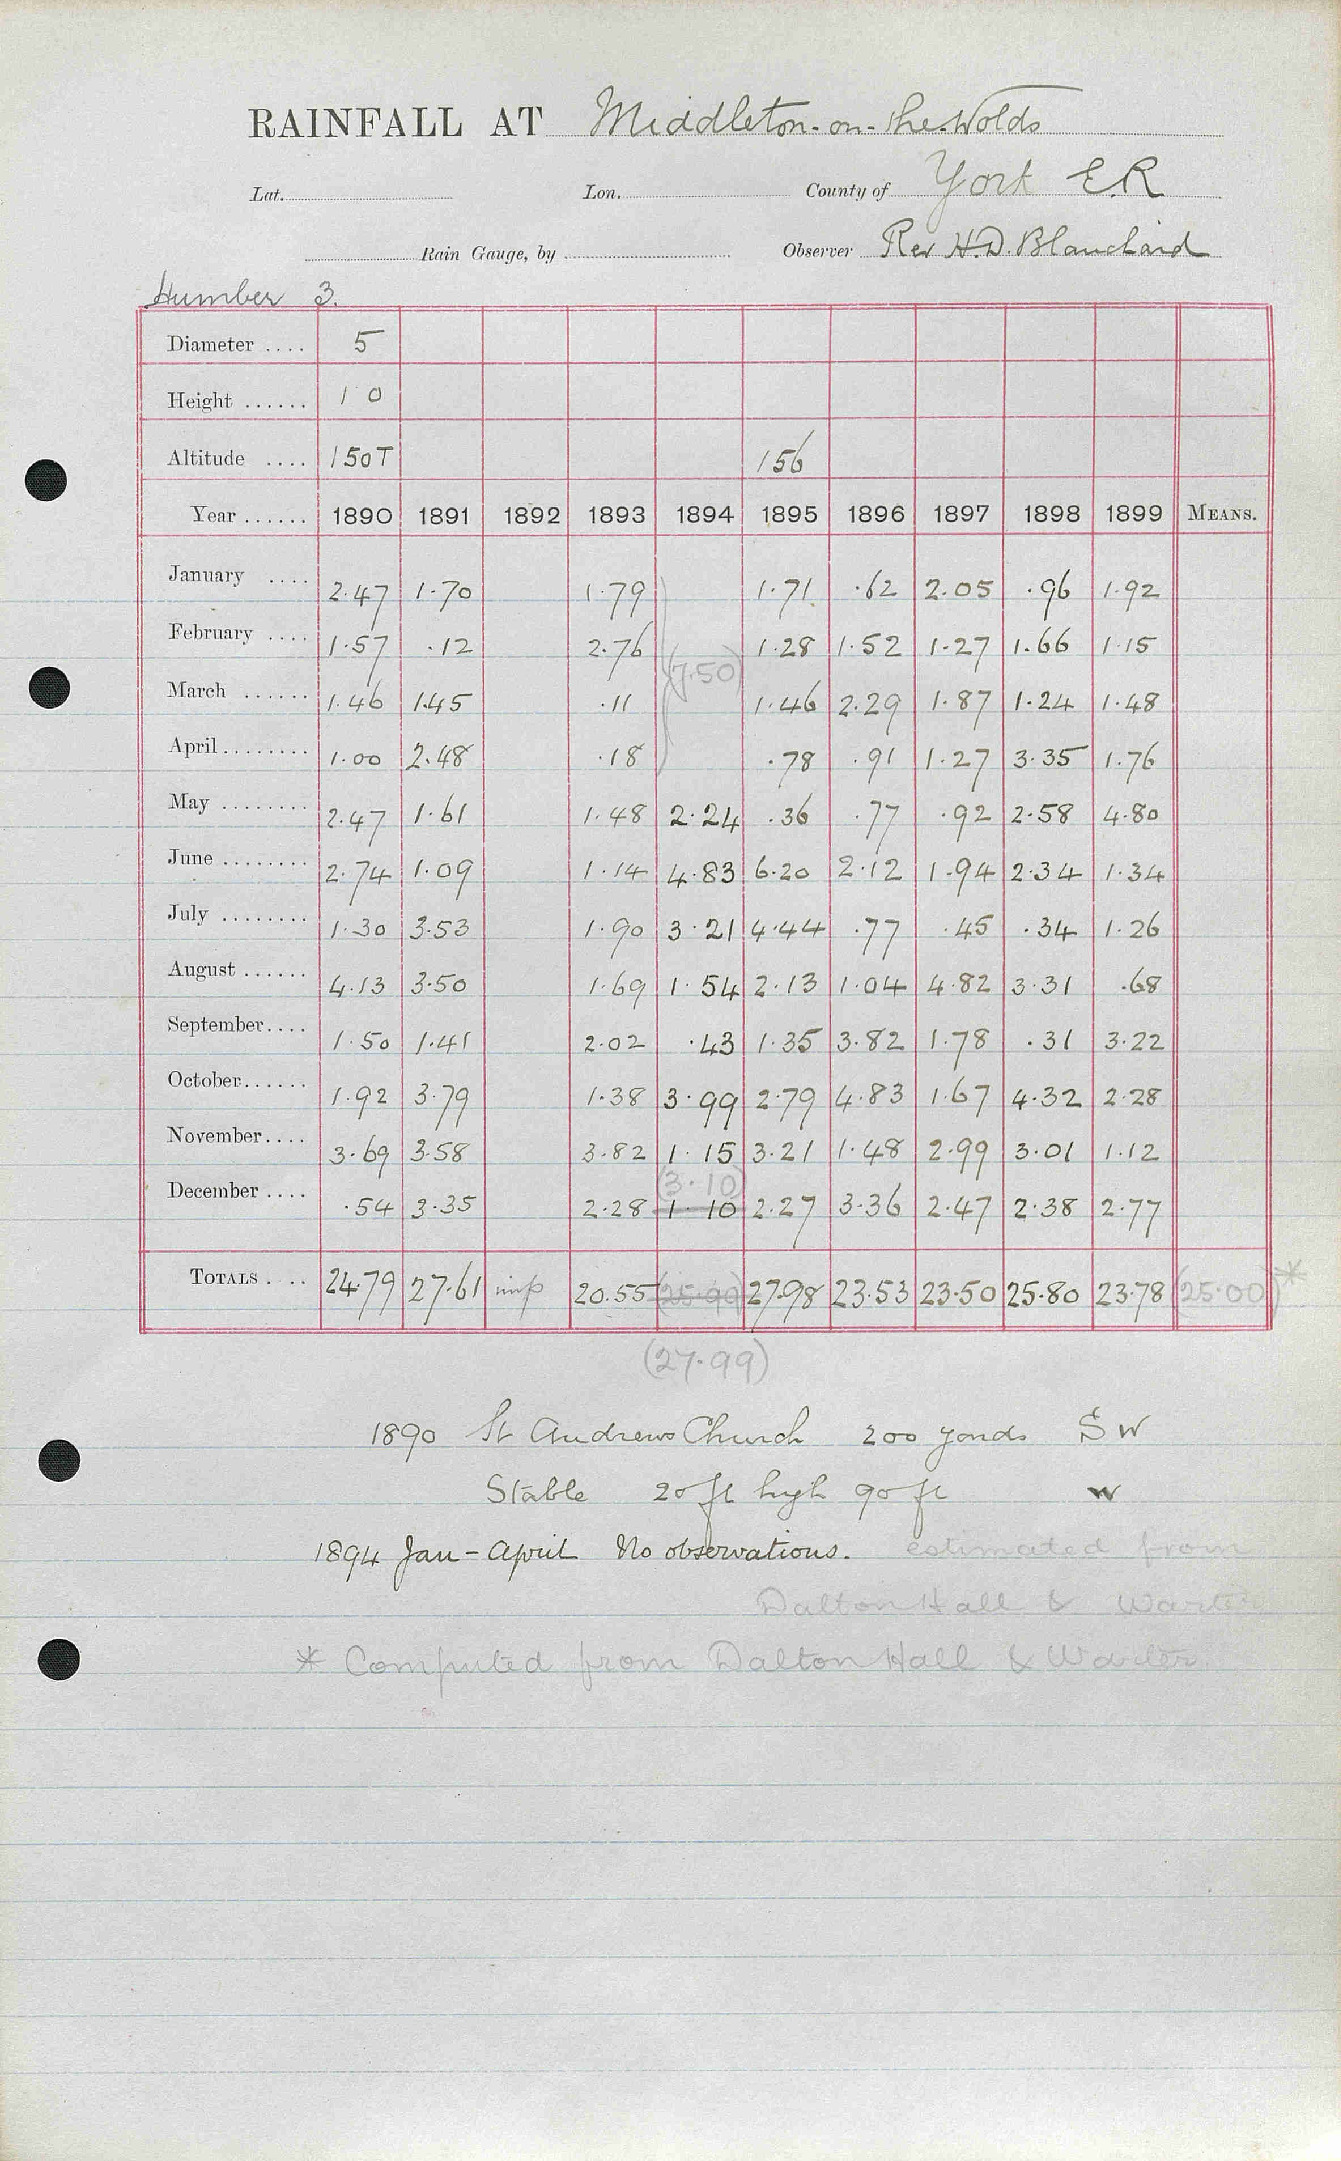 RAINFALL AT Middleton-on-the-Wolds
Lat. Lon. County of York E.R
Rain Gauge, by Observer Rev H.D. Blanchard
Humber 3.
Diameter .... 5
Height ...... 1 0
Altitude .... 150T 156
Year ...... 1890 1891 1892 1893 1894 1895 1896 1897 1898 1899 MEANS.
January .... 2.47 1.70 1.79 1.71 .62 2.05 .96 1.92
February .... 1.57 .12 2.76 1.28 1.52 1.27 1.66 1.15
(7.50)
March ...... 1.46 1.45 .11 1.46 2.29 1.87 1.24 1.48
April ........ 1.00 2.48 .18 .78 .91 1.27 3.35 1.76
May ........ 2.47 1.61 1.48 2.24 .36 .77 .92 2.58 4.80
June ........ 2.74 1.09 1.14 4.83 6.20 2.12 1.94 2.34 1.34
July ........ 1.30 3.53 1.90 3.21 4.44 .77 .45 .34 1.26
August ...... 4.13 3.50 1.69 1.54 2.13 1.04 4.82 3.31 .68
September .... 1.50 1.41 2.02 .43 1.35 3.82 1.78 .31 3.22
October ...... 1.92 3.79 1.38 3.99 2.79 4.83 1.67 4.32 2.28
November .... 3.69 3.58 3.82 1.15 3.21 1.48 2.99 3.01 1.12
(3.10)
December .... .54 3.35 2.28 1.10 2.27 3.36 2.47 2.38 2.77
TOTALS .... 24.79 27.61 imp 20.55 (25.99) 27.98 23.53 23.50 25.80 23.78 (25.00)*
(27.99)
1890 St Andrews Church 200 yards SW
Stable 20 ft high 90 ft W
1894 Jan - April No observations. estimated from
Dalton Hall & Warter
* Computed from Dalton Hall & Warter.